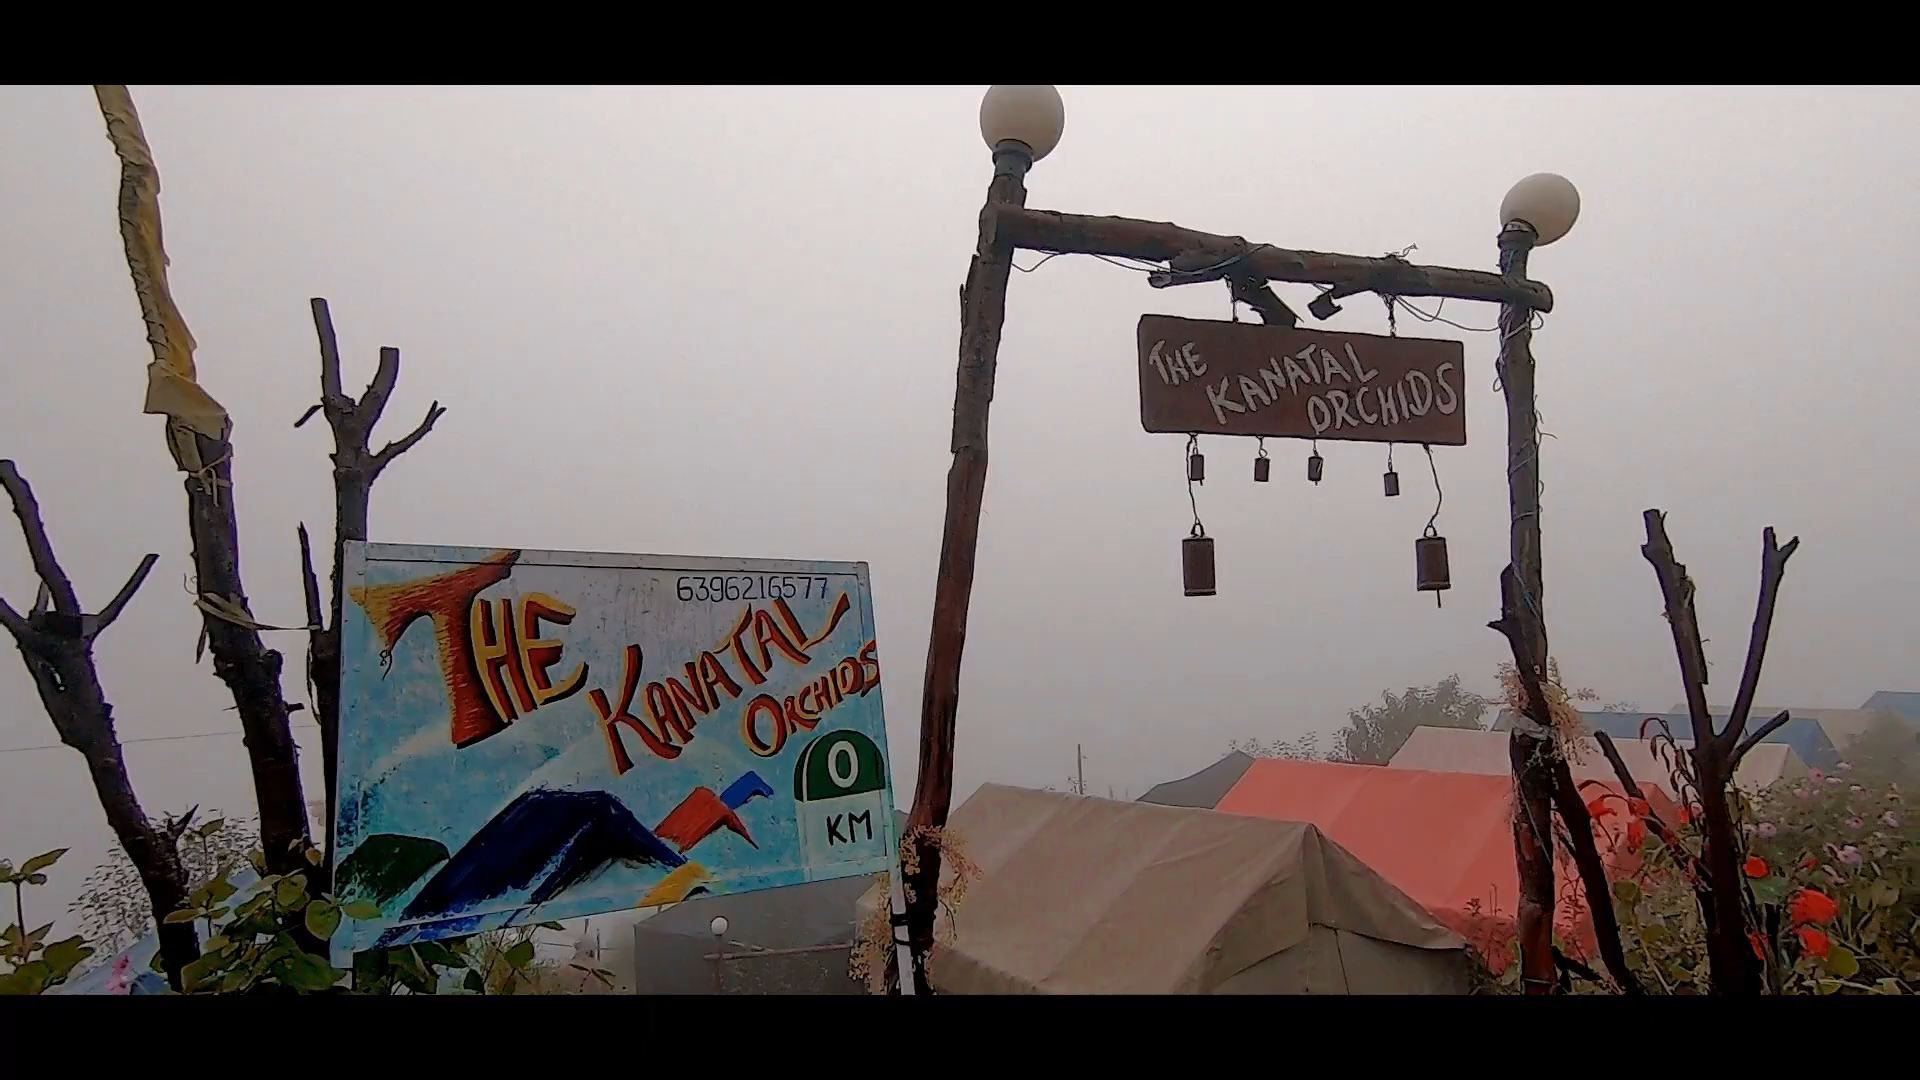 6396216577
THE
KANATAL
ORCHIDS
0
KM
THE
KANATAL
ORCHIDS